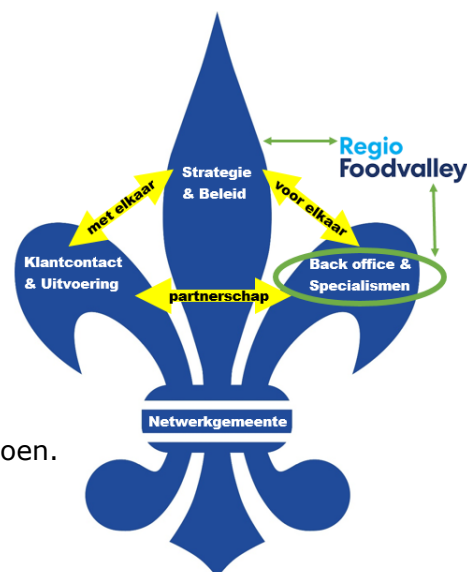 Regio
Foodvalley
Strategie
& Beleid
met elkaar
voor elkaar
Klantcontact
& Uitvoering
Back office &
Specialismen
partnerschap
Netwerkgemeente
oen.